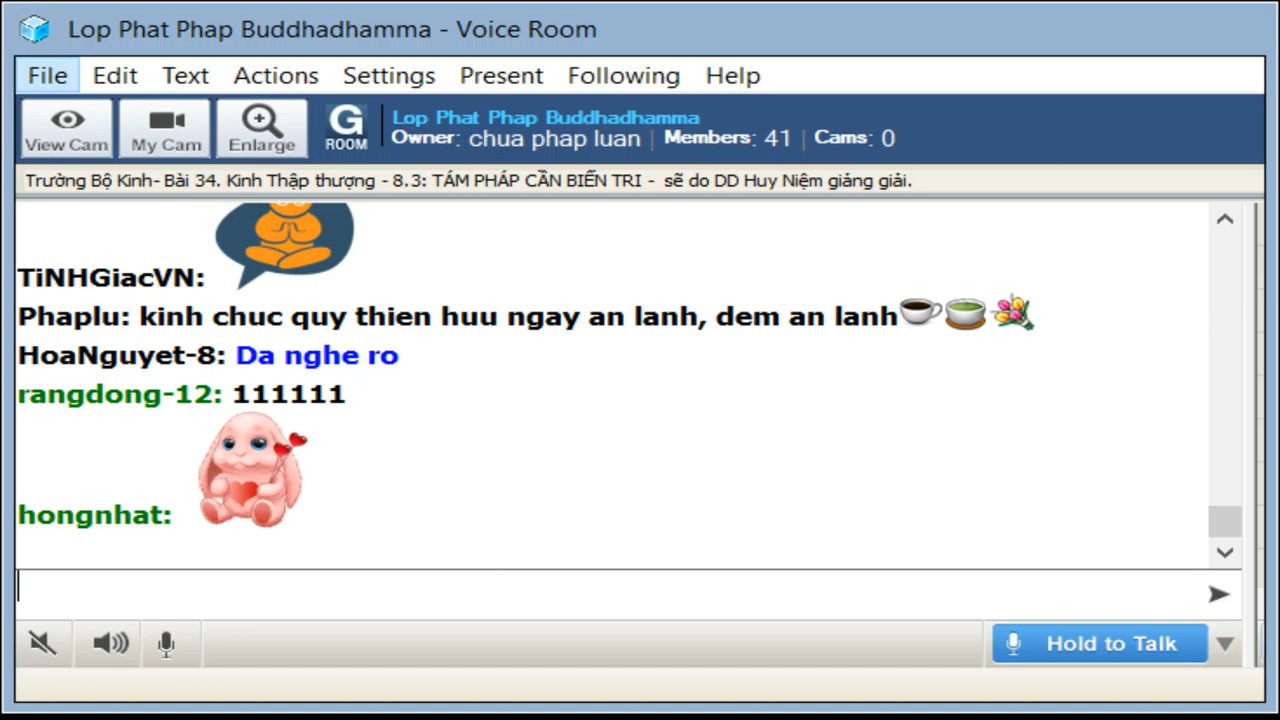 Lop Phat Phap Buddhadhamma - Voice Room
File Edit Text Actions Settings Present Following Help
View Cam My Cam Enlarge G ROOM
Lop Phat Phap Buddhadhamma
Owner: chua phap luan | Members: 41 | Cams: 0
Trường Bộ Kinh- Bài 34. Kinh Thập thượng - 8.3: TÁM PHÁP CẦN BIẾN TRI - sẽ do DD Huy Niệm giảng giải.
TiNHGiacVN:
Phaplu: kinh chuc quy thien huu ngay an lanh, dem an lanh
HoaNguyet-8: Da nghe ro
rangdong-12: 111111
hongnhat:
Hold to Talk